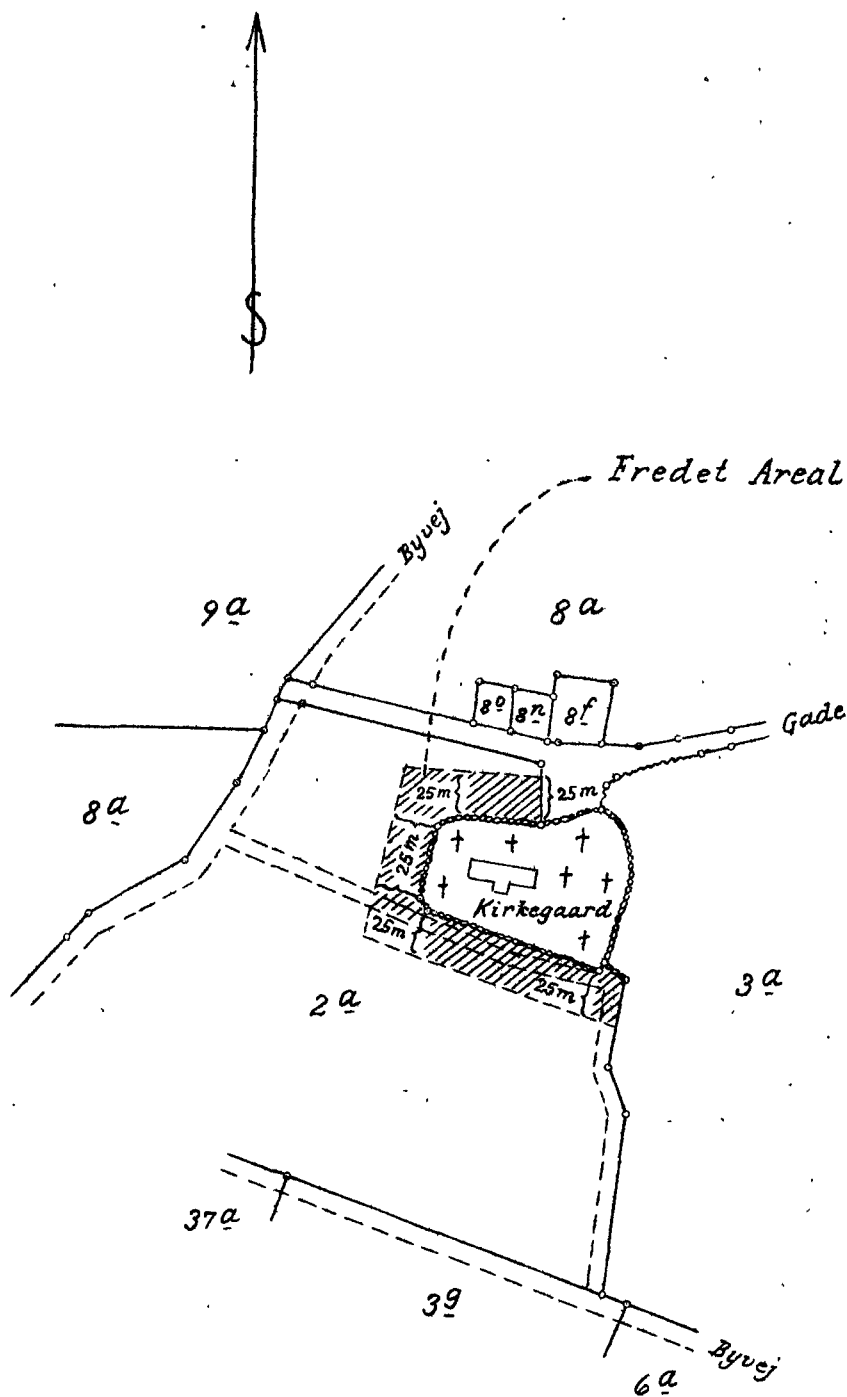 S
Fredet Areal
Byvej
9a
8a
8o
8n
8f
Gade
25m
25m
8a
25m
Kirkegaard
25m
25m
3a
2a
37a
3g
Byvej
6a